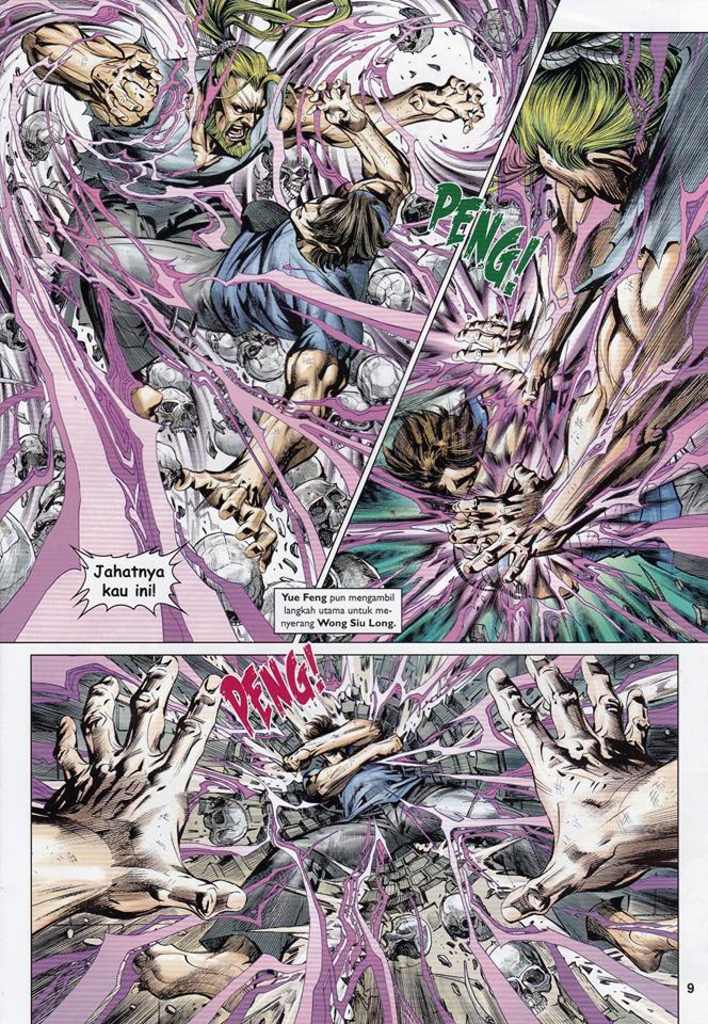 PENG!
Jahatnya
kau ini!
Yue Feng pun mengambil
langkah utama untuk me-
nyerang Wong Siu Long.
PENG!
9